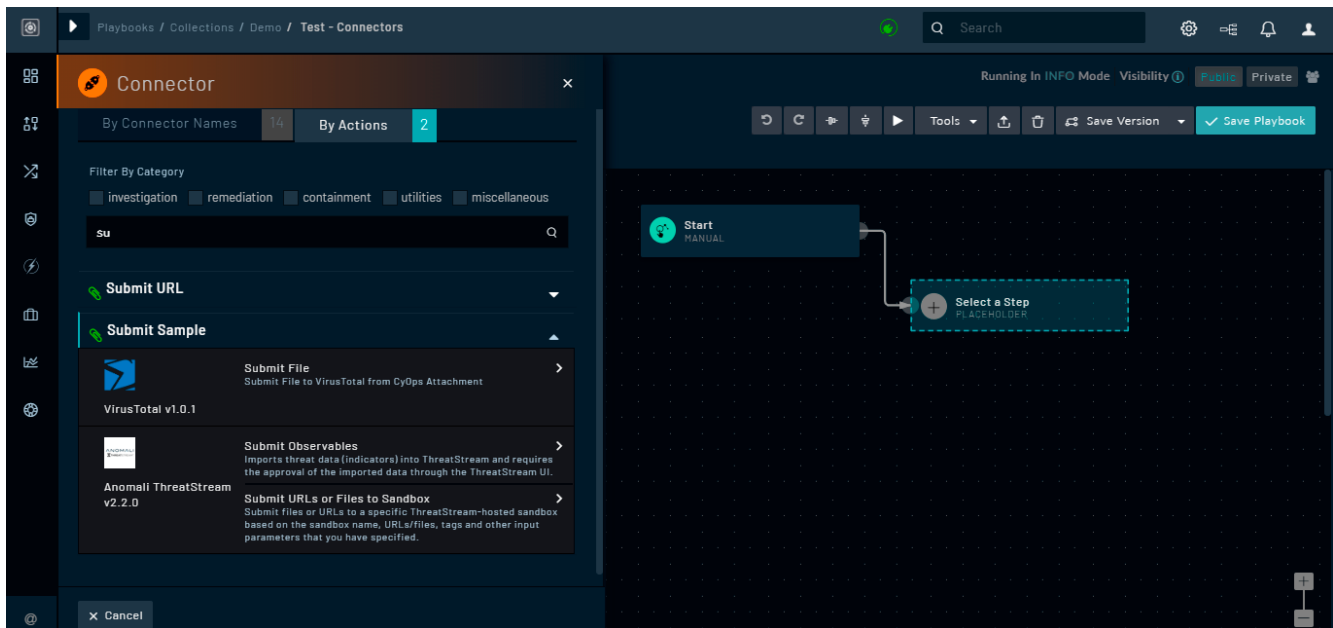 Playbooks / Collections / Demo / Test - Connectors
Search
Connector
×
Running In INFO Mode Visibility Public Private
By Connector Names 14 By Actions 2
Tools Save Version Save Playbook
Filter By Category
investigation remediation containment utilities miscellaneous
su
Start
MANUAL
Submit URL
Select a Step
PLACEHOLDER
Submit Sample
Submit File
Submit File to VirusTotal from CyOps Attachment
VirusTotal v1.0.1
Submit Observables
Imports threat data (indicators) into ThreatStream and requires
the approval of the imported data through the ThreatStream UI.
ANOMALI
Anomali ThreatStream
v2.2.0
Submit URLs or Files to Sandbox
Submit files or URLs to a specific ThreatStream-hosted sandbox
based on the sandbox name, URLs/files, tags and other input
parameters that you have specified.
× Cancel
@